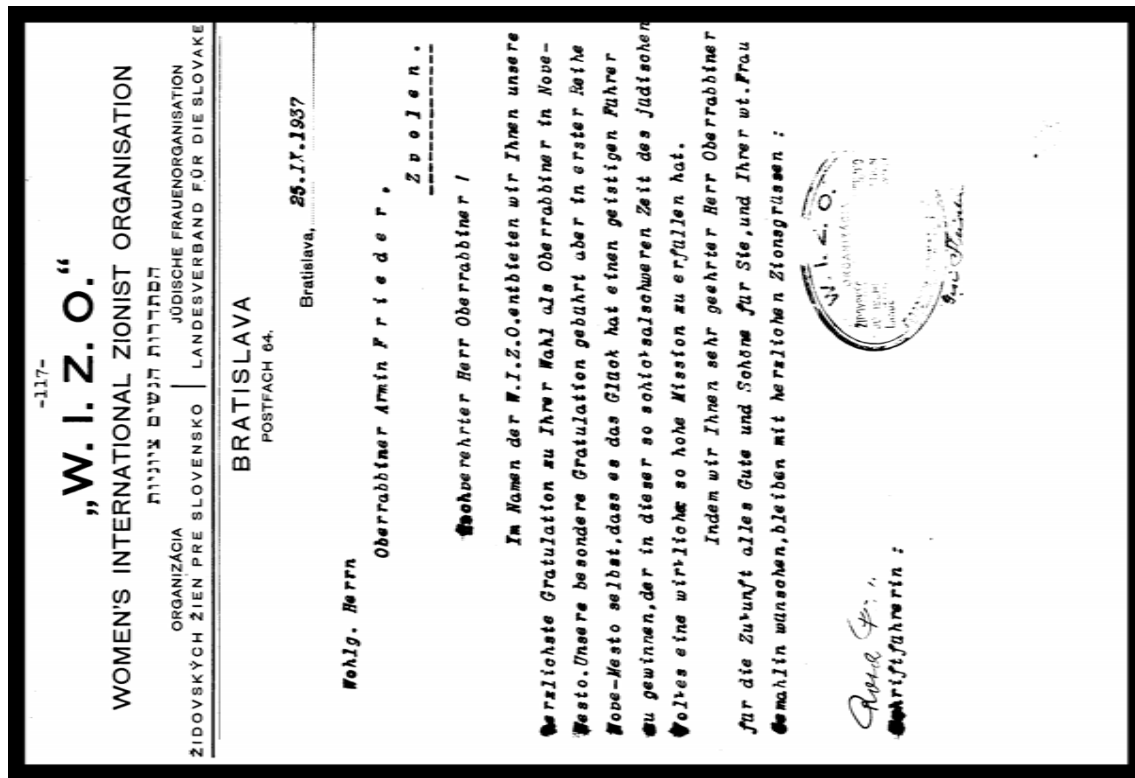 -117-
„W. I. Z. O.“
WOMEN'S INTERNATIONAL ZIONIST ORGANISATION
הסתדרות הנשים ציוניות
ORGANIZÁCIA
ŽIDOVSKÝCH ŽIEN PRE SLOVENSKO
JÜDISCHE FRAUENORGANISATION
LANDESVERBAND FÜR DIE SLOVAKE
BRATISLAVA
POSTFACH 64.
Bratislava, 25.IX.1937
Wohlg. Herrn
Oberrabbiner Armin F r i e d e r ,
Z v o l e n .
Hochverehrter Herr Oberrabbiner !
Im Namen der W.I.Z.O.entbieten wir Ihnen unsere
herzlichste Gratulation zu Ihrer Wahl als Oberrabbiner in Nove-
Mesto.Unsere besondere Gratulation gebührt aber in erster Reihe
Nove-Mesto selbst,dass es das Glück hat einen geistigen Führer
zu gewinnen,der in dieser so schicksalschweren Zeit des jüdischen
Volkes eine wirkliche so hohe Mission zu erfüllen hat.
Indem wir Ihnen sehr geehrter Herr Oberrabbiner
für die Zukunft alles Gute und Schöne für Sie,und Ihrer wt.Frau
Gemahlin wünschen,bleiben mit herzlichen Zionsgrüssen :
W. I. Z. O.
Schriftführerin :